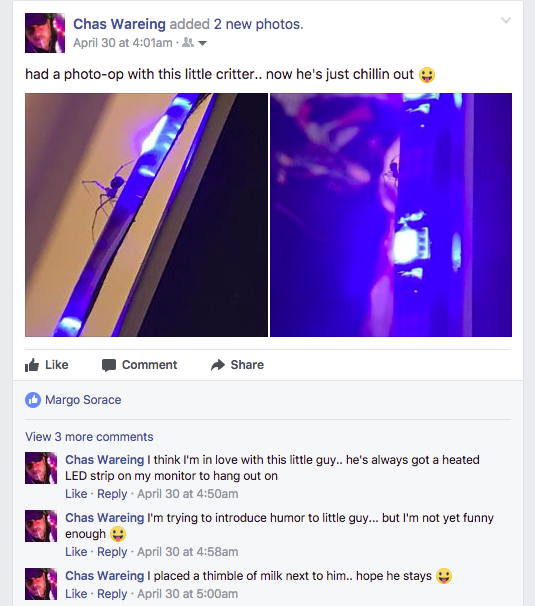 Chas Wareing added 2 new photos.
April 30 at 4:01am ·
had a photo-op with this little critter.. now he's just chillin out 😛
Like Comment Share
Margo Sorace
View 3 more comments
Chas Wareing I think I'm in love with this little guy.. he's always got a heated
LED strip on my monitor to hang out on
Like · Reply · April 30 at 4:50am
Chas Wareing I'm trying to introduce humor to little guy... but I'm not yet funny
enough 😛
Like · Reply · April 30 at 4:58am
Chas Wareing I placed a thimble of milk next to him.. hope he stays 😛
Like · Reply · April 30 at 5:00am